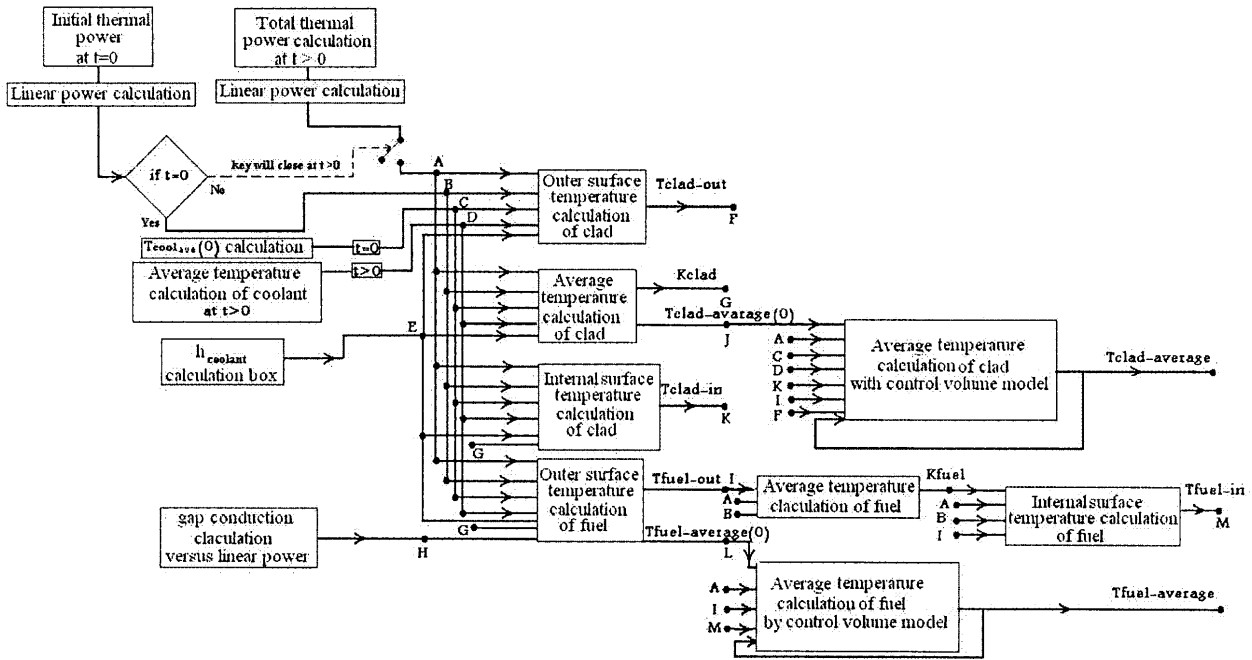 Initial thermal
power
at t=0
Total thermal
power calculation
at t > 0
Linear power calculation
Linear power calculation
if t=0
key will close at t>0
No
Yes
A
B
C
D
Outer surface
temperature
calculation
of clad
Tclad-out
F
Tcool ave(0) calculation
t=0
Average temperature
calculation of coolant
at t>0
t>0
E
h coolant
calculation box
Average
temperature
calculation
of clad
Kclad
G
Tclad-avarage(0)
J
A
C
D
K
I
F
Average temperature
calculation of clad
with control volume model
Tclad-average
Internal surface
temperature
calculation
of clad
Tclad-in
K
G
Outer surface
temperature
calculation
of fuel
G
Tfuel-out
I
A
B
Average temperature
claculation of fuel
Kfuel
A
B
I
Internal surface
temperature calculation
of fuel
Tfuel-in
M
gap conduction
claculation
versus linear power
H
Tfuel-average(0)
L
A
I
M
Average temperature
calculation of fuel
by control volume model
Tfuel-average